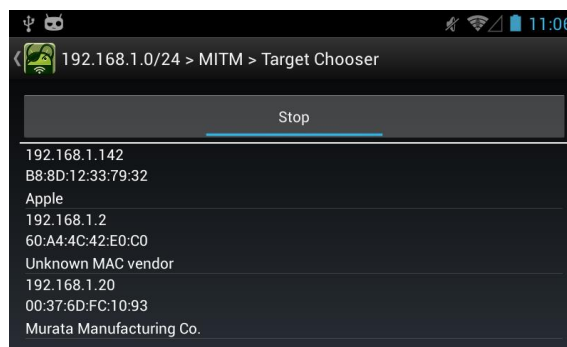 11:06
192.168.1.0/24 > MITM > Target Chooser
Stop
192.168.1.142
B8:8D:12:33:79:32
Apple
192.168.1.2
60:A4:4C:42:E0:C0
Unknown MAC vendor
192.168.1.20
00:37:6D:FC:10:93
Murata Manufacturing Co.